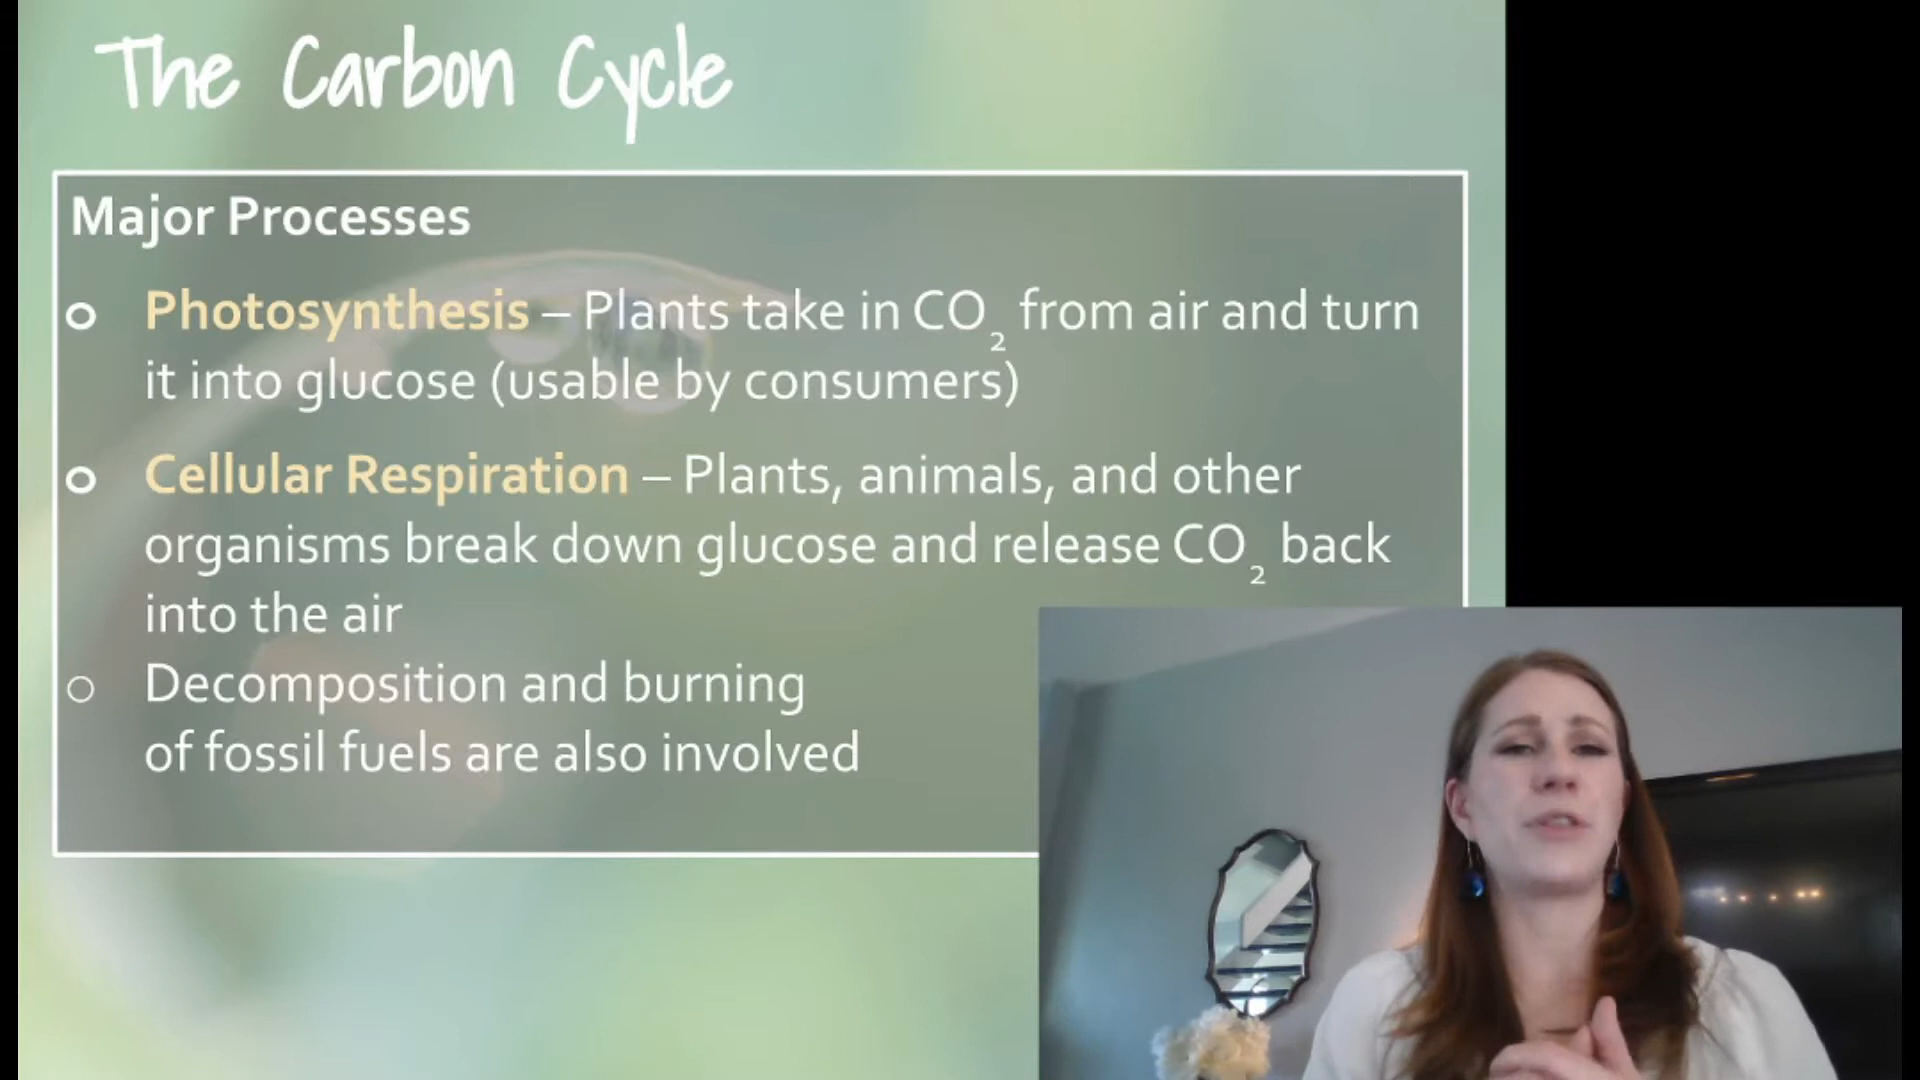 The Carbon Cycle
Major Processes
o Photosynthesis – Plants take in CO₂ from air and turn
it into glucose (usable by consumers)
o Cellular Respiration – Plants, animals, and other
organisms break down glucose and release CO₂ back
into the air
o Decomposition and burning
of fossil fuels are also involved